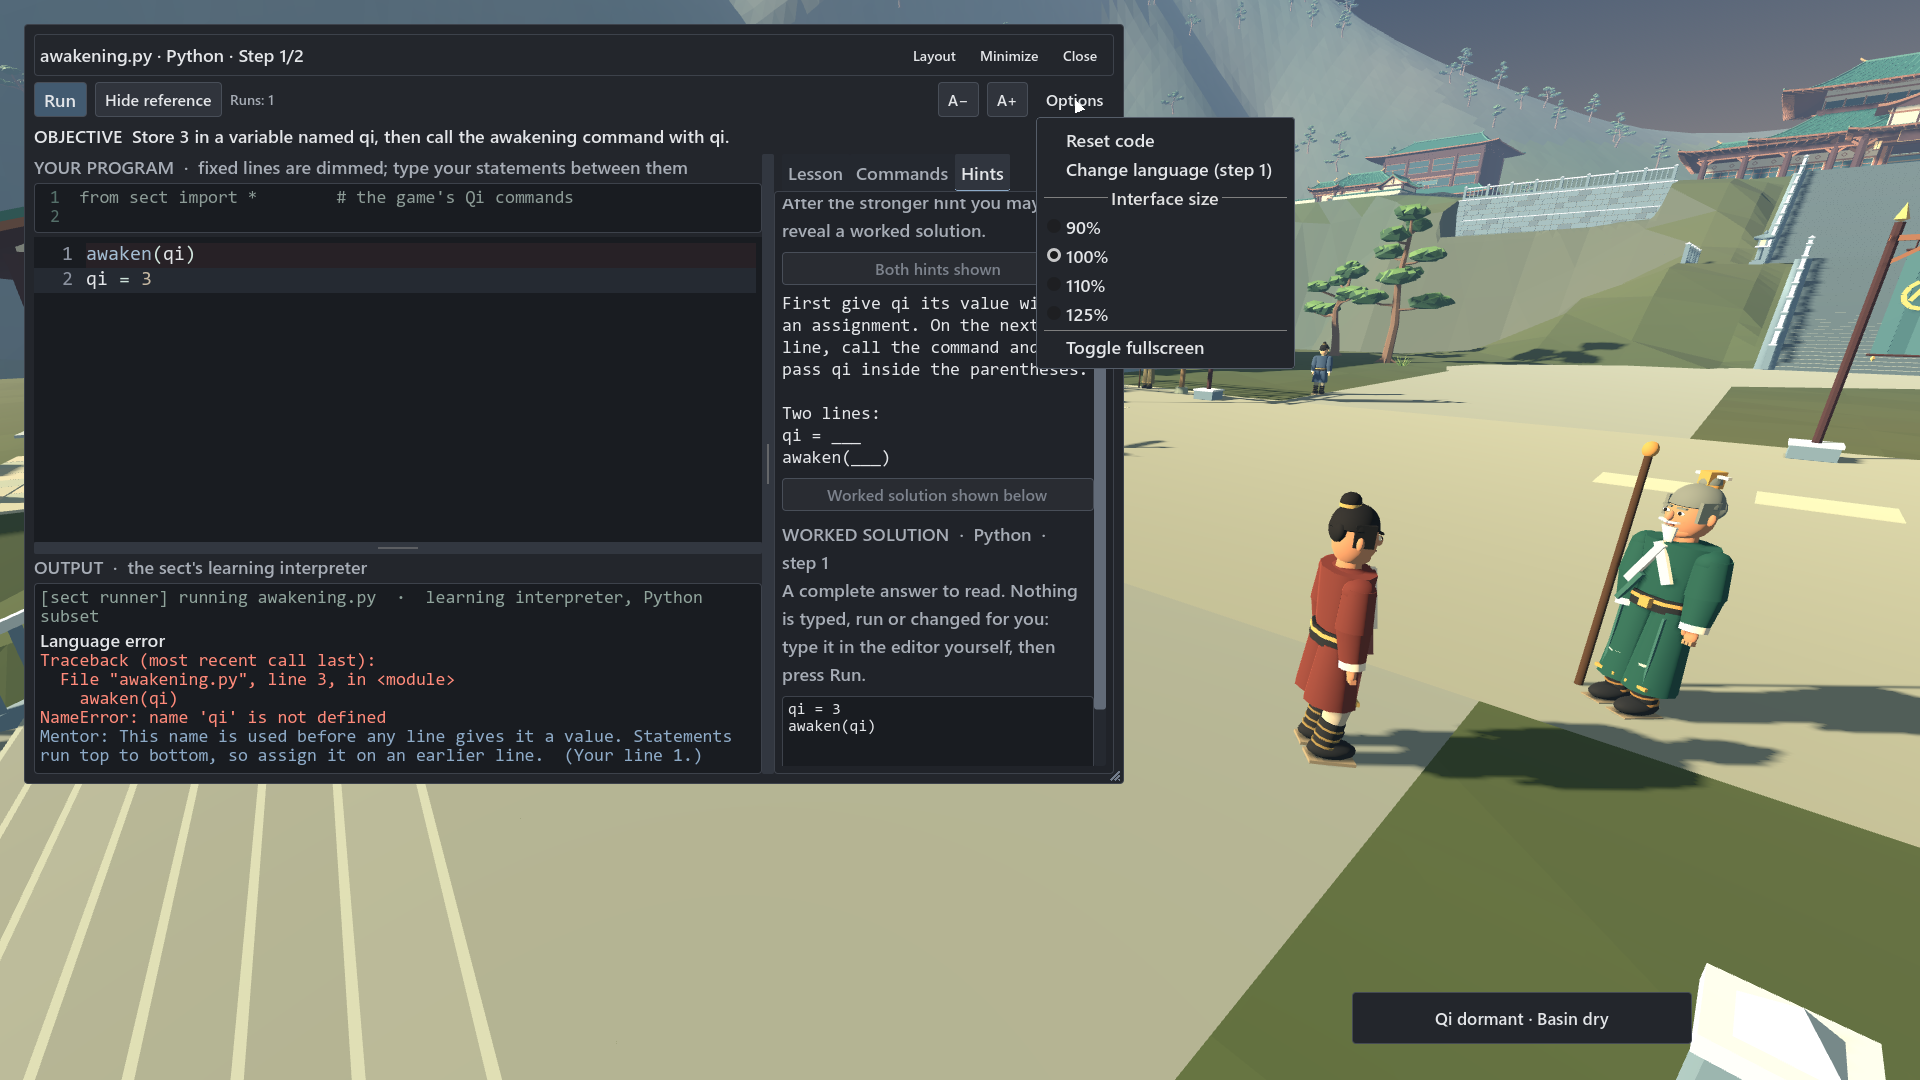 awakening.py · Python · Step 1/2
Layout
Minimize
Close
Run
Hide reference
Runs: 1
A−
A+
Options
OBJECTIVE Store 3 in a variable named qi, then call the awakening command with qi.
YOUR PROGRAM · fixed lines are dimmed; type your statements between them
1 from sect import * # the game's Qi commands
2
1 awaken(qi)
2 qi = 3
OUTPUT · the sect's learning interpreter
[sect runner] running awakening.py · learning interpreter, Python
subset
Language error
Traceback (most recent call last):
File "awakening.py", line 3, in <module>
awaken(qi)
NameError: name 'qi' is not defined
Mentor: This name is used before any line gives it a value. Statements
run top to bottom, so assign it on an earlier line. (Your line 1.)
Lesson
Commands
Hints
After the stronger hint you may
reveal a worked solution.
Both hints shown
First give qi its value
an assignment. On the next
line, call the command and
pass qi inside the parentheses.
Two lines:
qi = ___
awaken(___)
Worked solution shown below
WORKED SOLUTION · Python ·
step 1
A complete answer to read. Nothing
is typed, run or changed for you:
type it in the editor yourself, then
press Run.
qi = 3
awaken(qi)
Reset code
Change language (step 1)
Interface size
90%
100%
110%
125%
Toggle fullscreen
Qi dormant · Basin dry